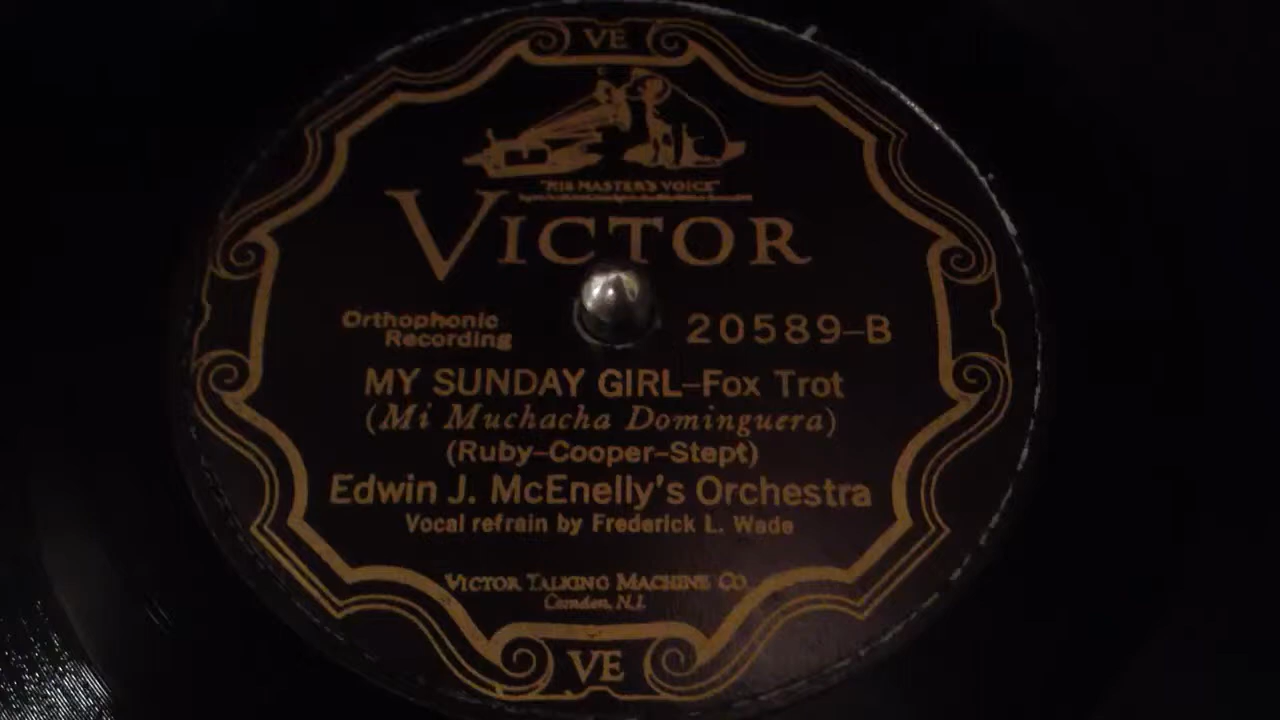 VE
"HIS MASTER'S VOICE"
VICTOR
Orthophonic
Recording
20589-B
MY SUNDAY GIRL-Fox Trot
(Mi Muchacha Dominguera)
(Ruby-Cooper-Stept)
Edwin J. McEnelly's Orchestra
Vocal refrain by Frederick L. Wade
VICTOR TALKING MACHINE CO.
Camden, N.J.
VE